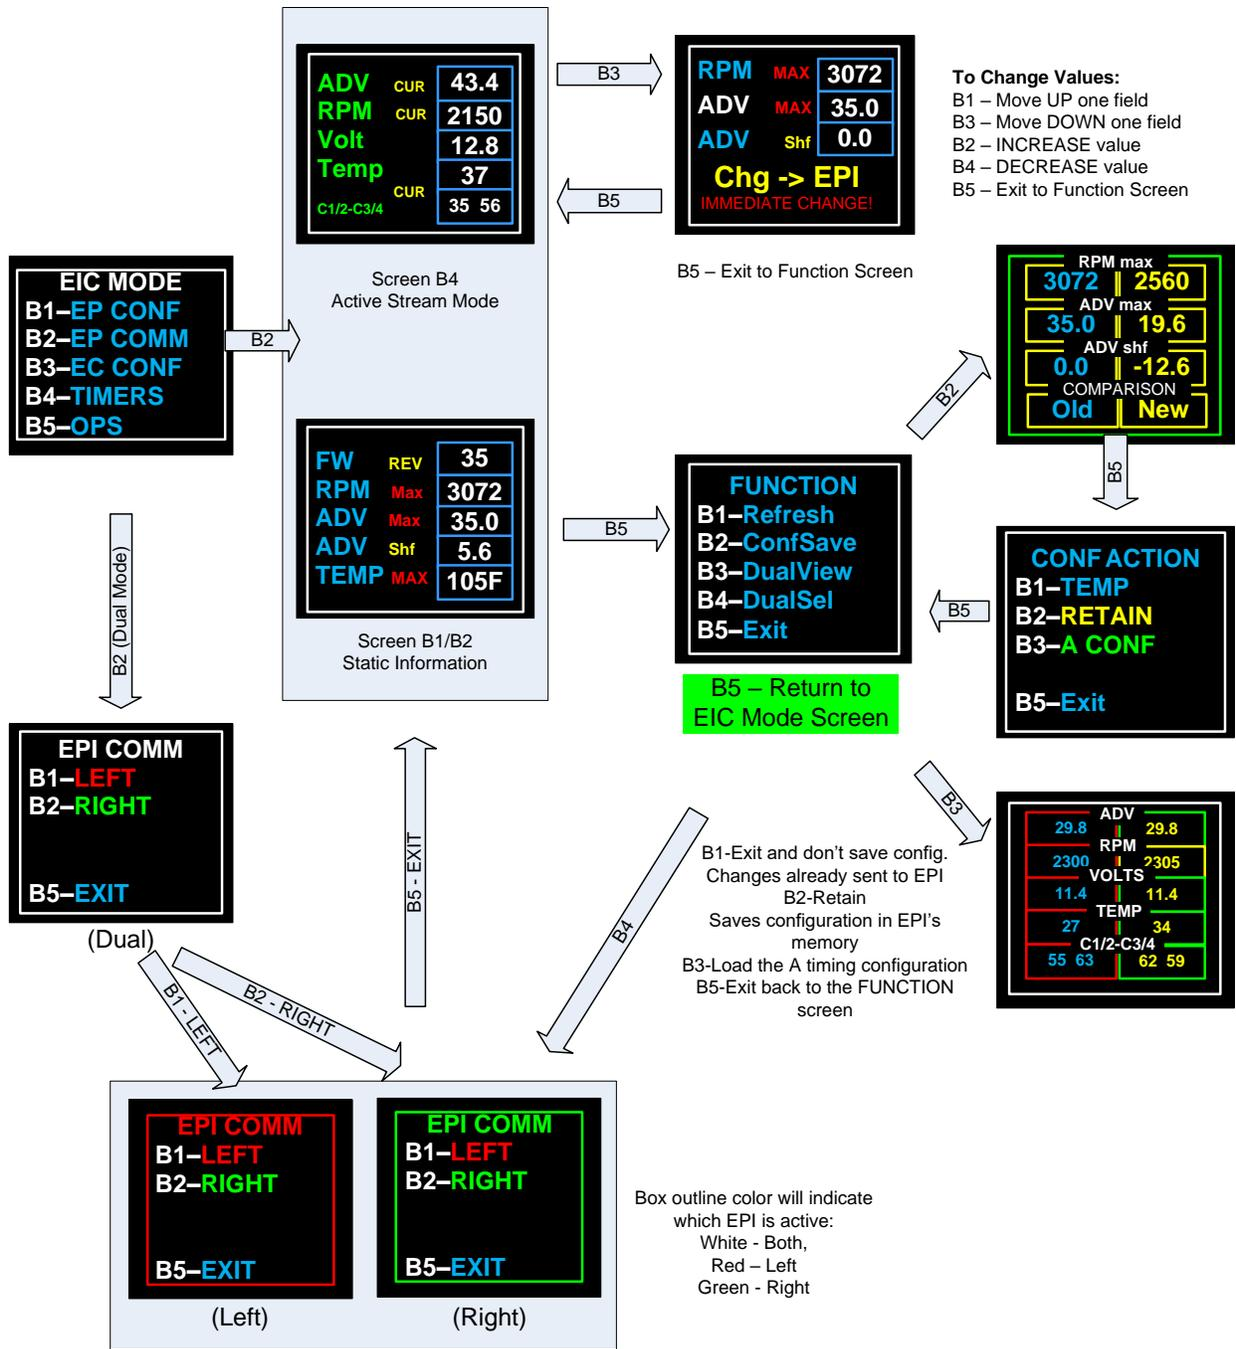 ADV CUR 43.4
RPM CUR 2150
Volt 12.8
Temp 37
CUR
C1/2-C3/4 35 56
Screen B4
Active Stream Mode
B3
B5
RPM MAX 3072
ADV MAX 35.0
ADV Shf 0.0
Chg -> EPI
IMMEDIATE CHANGE!
B5 – Exit to Function Screen
To Change Values:
B1 – Move UP one field
B3 – Move DOWN one field
B2 – INCREASE value
B4 – DECREASE value
B5 – Exit to Function Screen
EIC MODE
B1–EP CONF
B2–EP COMM
B3–EC CONF
B4–TIMERS
B5–OPS
B2
RPM max
3072 2560
ADV max
35.0 19.6
ADV shf
0.0 -12.6
COMPARISON
Old New
B2
B5
FW REV 35
RPM Max 3072
ADV Max 35.0
ADV Shf 5.6
TEMP MAX 105F
Screen B1/B2
Static Information
B5
FUNCTION
B1–Refresh
B2–ConfSave
B3–DualView
B4–DualSel
B5–Exit
B5 – Return to
EIC Mode Screen
B5
CONF ACTION
B1–TEMP
B2–RETAIN
B3–A CONF
B5–Exit
B2 (Dual Mode)
EPI COMM
B1–LEFT
B2–RIGHT
B5–EXIT
(Dual)
B1 - LEFT
B2 - RIGHT
B5 - EXIT
B4
B3
B1-Exit and don’t save config.
Changes already sent to EPI
B2-Retain
Saves configuration in EPI’s
memory
B3-Load the A timing configuration
B5-Exit back to the FUNCTION
screen
ADV
29.8 29.8
RPM
2300 2305
VOLTS
11.4 11.4
TEMP
27 34
C1/2-C3/4
55 63 62 59
EPI COMM
B1–LEFT
B2–RIGHT
B5–EXIT
(Left)
EPI COMM
B1–LEFT
B2–RIGHT
B5–EXIT
(Right)
Box outline color will indicate
which EPI is active:
White - Both,
Red – Left
Green - Right